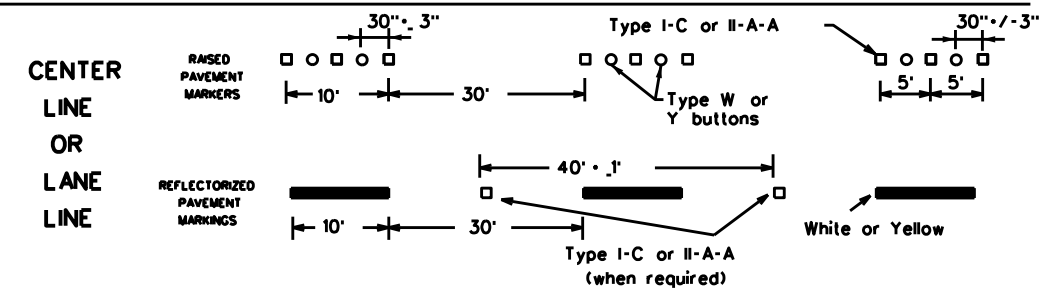 30"·_ 3"
Type I-C or II-A-A
30"·/-3"
CENTER
LINE
OR
LANE
LINE
RAISED
PAVEMENT
MARKERS
10'
30'
Type W or
Y buttons
5'
5'
40' · _1'
REFLECTORIZED
PAVEMENT
MARKINGS
10'
30'
Type I-C or II-A-A
(when required)
White or Yellow